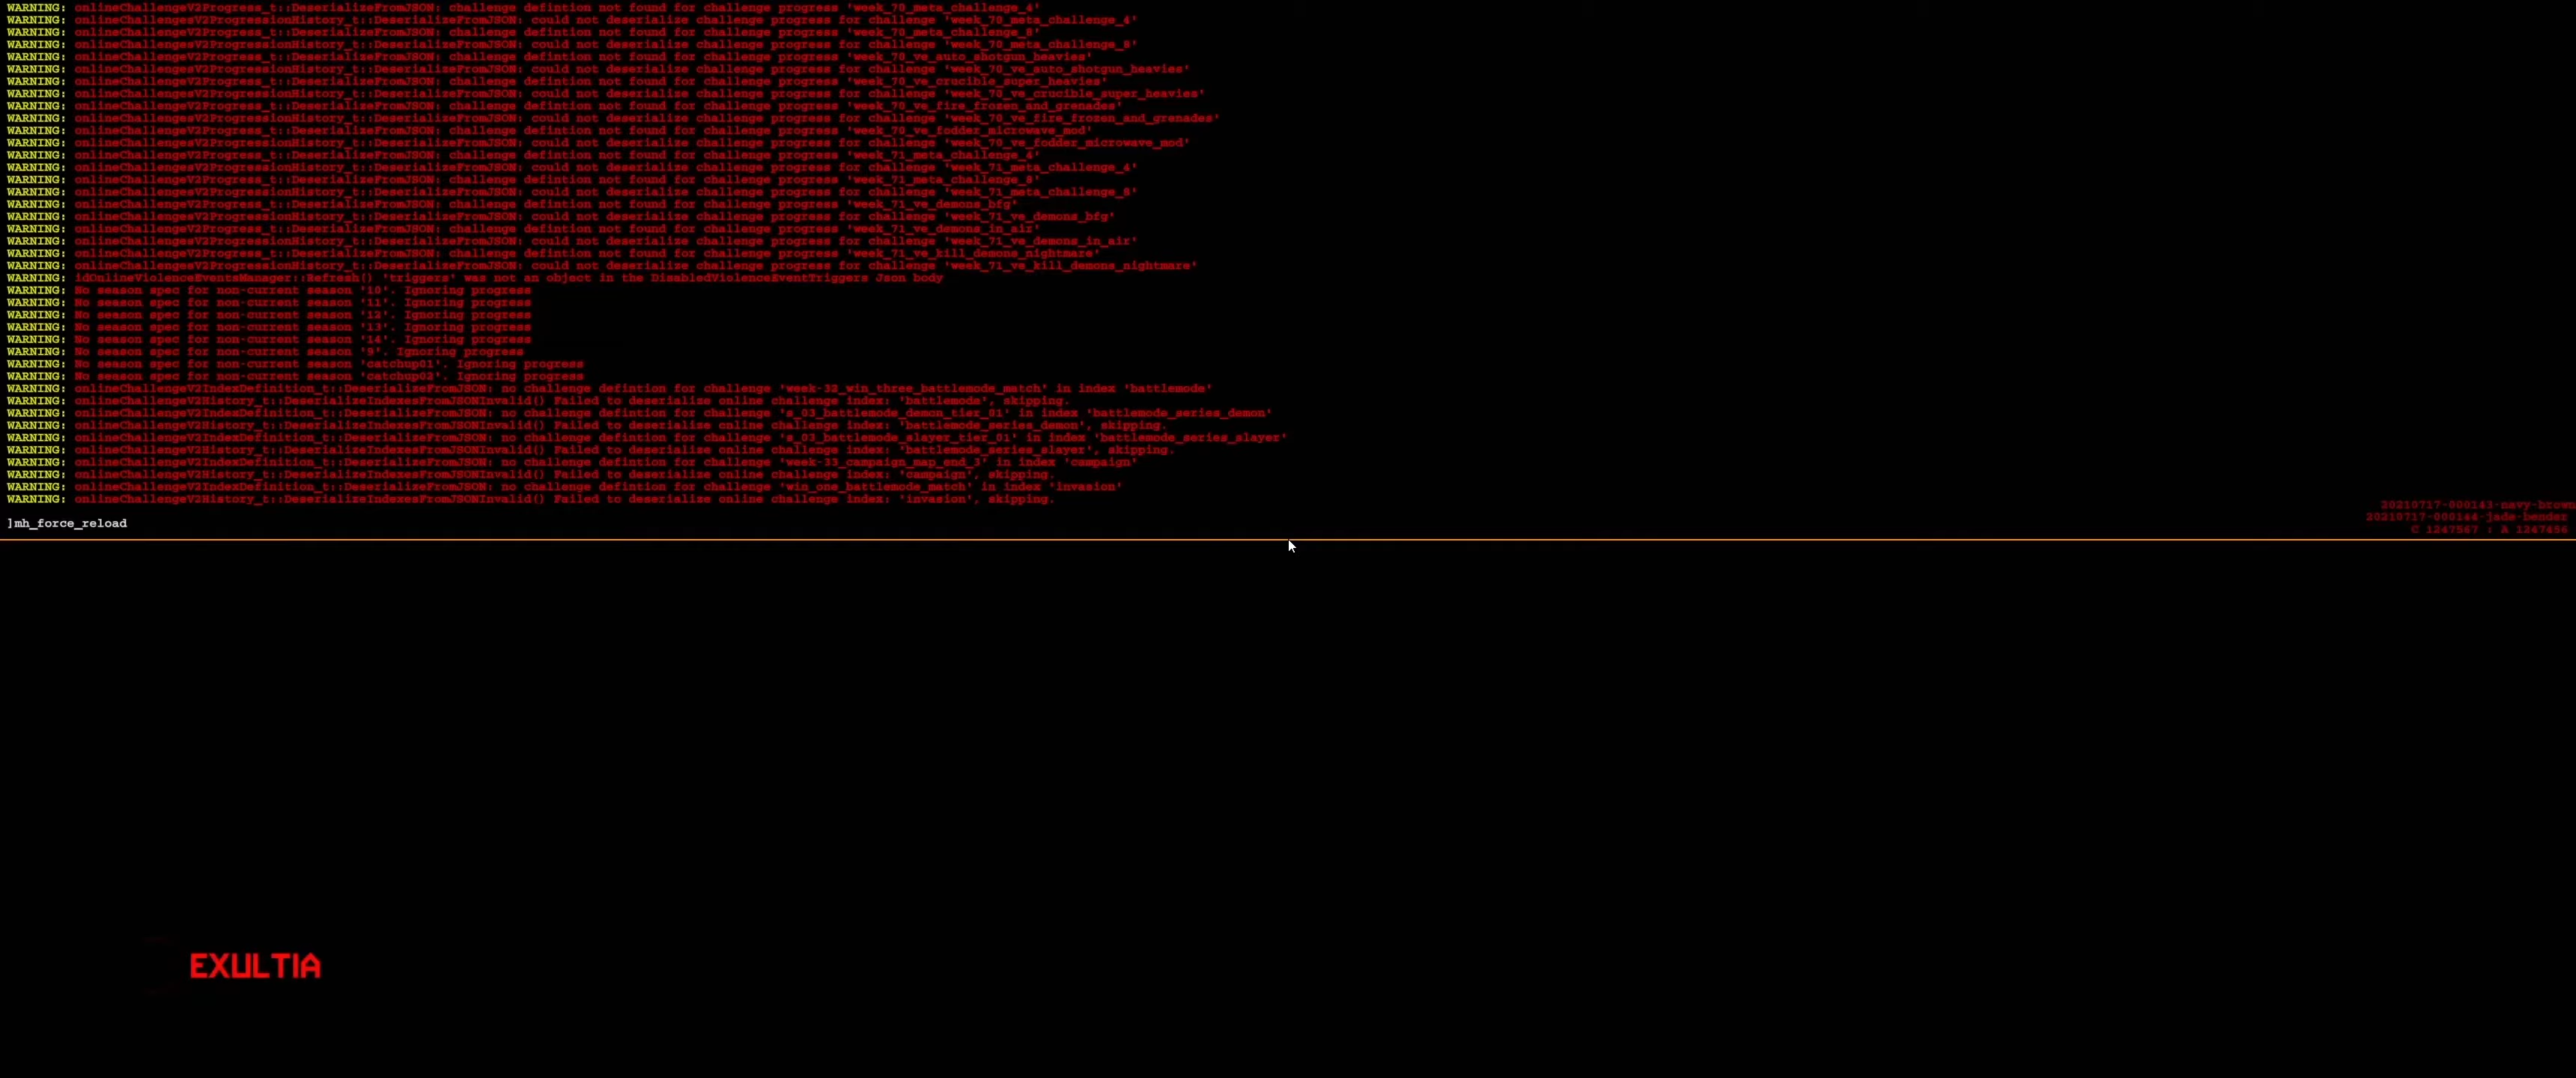 WARNING: onlineChallengeV2Progress_t::DeserializeFromJSON: challenge defintion not found for challenge progress 'week_70_meta_challenge_4'
WARNING: onlineChallengeV2ProgressionHistory_t::DeserializeFromJSON: could not deserialize challenge progress for challenge 'week_70_meta_challenge_4'
WARNING: onlineChallengeV2Progress_t::DeserializeFromJSON: challenge defintion not found for challenge progress 'week_70_meta_challenge_8'
WARNING: onlineChallengeV2ProgressionHistory_t::DeserializeFromJSON: could not deserialize challenge progress for challenge 'week_70_meta_challenge_8'
WARNING: onlineChallengeV2Progress_t::DeserializeFromJSON: challenge defintion not found for challenge progress 'week_70_ve_auto_shotgun_heavies'
WARNING: onlineChallengeV2ProgressionHistory_t::DeserializeFromJSON: could not deserialize challenge progress for challenge 'week_70_ve_auto_shotgun_heavies'
WARNING: onlineChallengeV2Progress_t::DeserializeFromJSON: challenge defintion not found for challenge progress 'week_70_ve_crucible_super_heavies'
WARNING: onlineChallengeV2ProgressionHistory_t::DeserializeFromJSON: could not deserialize challenge progress for challenge 'week_70_ve_crucible_super_heavies'
WARNING: onlineChallengeV2Progress_t::DeserializeFromJSON: challenge defintion not found for challenge progress 'week_70_ve_fire_frozen_and_grenades'
WARNING: onlineChallengeV2ProgressionHistory_t::DeserializeFromJSON: could not deserialize challenge progress for challenge 'week_70_ve_fire_frozen_and_grenades'
WARNING: onlineChallengeV2Progress_t::DeserializeFromJSON: challenge defintion not found for challenge progress 'week_70_ve_fodder_microwave_mod'
WARNING: onlineChallengeV2ProgressionHistory_t::DeserializeFromJSON: could not deserialize challenge progress for challenge 'week_70_ve_fodder_microwave_mod'
WARNING: onlineChallengeV2Progress_t::DeserializeFromJSON: challenge defintion not found for challenge progress 'week_71_meta_challenge_4'
WARNING: onlineChallengeV2ProgressionHistory_t::DeserializeFromJSON: could not deserialize challenge progress for challenge 'week_71_meta_challenge_4'
WARNING: onlineChallengeV2Progress_t::DeserializeFromJSON: challenge defintion not found for challenge progress 'week_71_meta_challenge_8'
WARNING: onlineChallengeV2ProgressionHistory_t::DeserializeFromJSON: could not deserialize challenge progress for challenge 'week_71_meta_challenge_8'
WARNING: onlineChallengeV2Progress_t::DeserializeFromJSON: challenge defintion not found for challenge progress 'week_71_ve_demons_bfg'
WARNING: onlineChallengeV2ProgressionHistory_t::DeserializeFromJSON: could not deserialize challenge progress for challenge 'week_71_ve_demons_bfg'
WARNING: onlineChallengeV2Progress_t::DeserializeFromJSON: challenge defintion not found for challenge progress 'week_71_ve_demons_in_air'
WARNING: onlineChallengeV2ProgressionHistory_t::DeserializeFromJSON: could not deserialize challenge progress for challenge 'week_71_ve_demons_in_air'
WARNING: onlineChallengeV2Progress_t::DeserializeFromJSON: challenge defintion not found for challenge progress 'week_71_ve_kill_demons_nightmare'
WARNING: onlineChallengeV2ProgressionHistory_t::DeserializeFromJSON: could not deserialize challenge progress for challenge 'week_71_ve_kill_demons_nightmare'
WARNING: idOnlineViolenceEventsManager::Refresh() 'triggers' was not an object in the DisabledViolenceEventTriggers Json body
WARNING: No season spec for non-current season '10'. Ignoring progress
WARNING: No season spec for non-current season '11'. Ignoring progress
WARNING: No season spec for non-current season '12'. Ignoring progress
WARNING: No season spec for non-current season '13'. Ignoring progress
WARNING: No season spec for non-current season '14'. Ignoring progress
WARNING: No season spec for non-current season '9'. Ignoring progress
WARNING: No season spec for non-current season 'catchup01'. Ignoring progress
WARNING: No season spec for non-current season 'catchup02'. Ignoring progress
WARNING: onlineChallengeV2IndexDefinition_t::DeserializeFromJSON: no challenge defintion for challenge 'week-32_win_three_battlemode_match' in index 'battlemode'
WARNING: onlineChallengeV2History_t::DeserializeIndexesFromJSONInvalid() Failed to deserialize online challenge index: 'battlemode', skipping.
WARNING: onlineChallengeV2IndexDefinition_t::DeserializeFromJSON: no challenge defintion for challenge 's_03_battlemode_demon_tier_01' in index 'battlemode_series_demon'
WARNING: onlineChallengeV2History_t::DeserializeIndexesFromJSONInvalid() Failed to deserialize online challenge index: 'battlemode_series_demon', skipping.
WARNING: onlineChallengeV2IndexDefinition_t::DeserializeFromJSON: no challenge defintion for challenge 's_03_battlemode_slayer_tier_01' in index 'battlemode_series_slayer'
WARNING: onlineChallengeV2History_t::DeserializeIndexesFromJSONInvalid() Failed to deserialize online challenge index: 'battlemode_series_slayer', skipping.
WARNING: onlineChallengeV2IndexDefinition_t::DeserializeFromJSON: no challenge defintion for challenge 'week-33_campaign_map_end_3' in index 'campaign'
WARNING: onlineChallengeV2History_t::DeserializeIndexesFromJSONInvalid() Failed to deserialize online challenge index: 'campaign', skipping.
WARNING: onlineChallengeV2IndexDefinition_t::DeserializeFromJSON: no challenge defintion for challenge 'win_one_battlemode_match' in index 'invasion'
WARNING: onlineChallengeV2History_t::DeserializeIndexesFromJSONInvalid() Failed to deserialize online challenge index: 'invasion', skipping.
20210717-000143-navy-brown
20210717-000144-jade-bender
C 1247567 : A 1247456
]mh_force_reload
EXULTIA